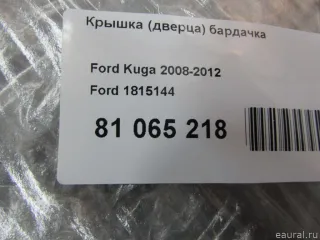 Крышка (дверца) бардачка
Ford Kuga 2008-2012
Ford 1815144
81 065 218
eaural.ru